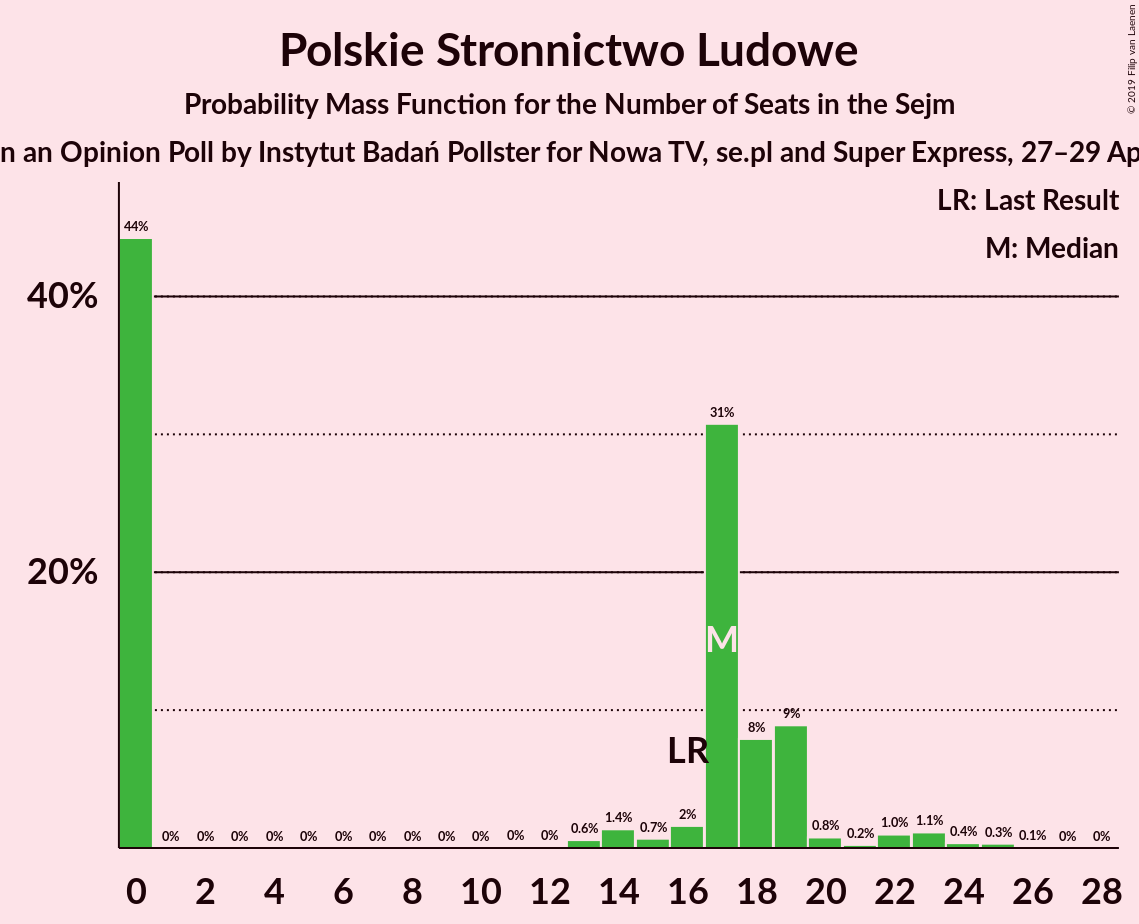 Polskie Stronnictwo Ludowe
Probability Mass Function for the Number of Seats in the Sejm
n an Opinion Poll by Instytut Badań Pollster for Nowa TV, se.pl and Super Express, 27–29 Ap
© 2019 Filip van Laenen
LR: Last Result
M: Median
44%
40%
31%
20%
M
LR
9%
8%
0% 0% 0% 0% 0% 0% 0% 0% 0% 0% 0% 0% 0.6% 1.4% 0.7% 2% 0.8% 0.2% 1.0% 1.1% 0.4% 0.3% 0.1% 0% 0%
0 2 4 6 8 10 12 14 16 18 20 22 24 26 28